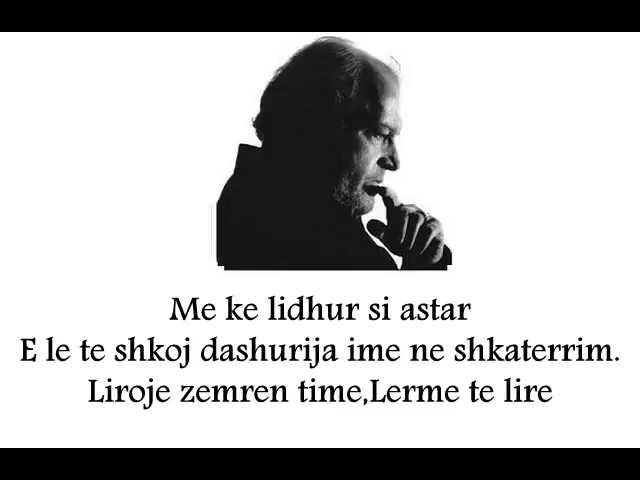 Me ke lidhur si astar
E le te shkoj dashurija ime ne shkaterrim.
Liroje zemren time,Lerme te lire